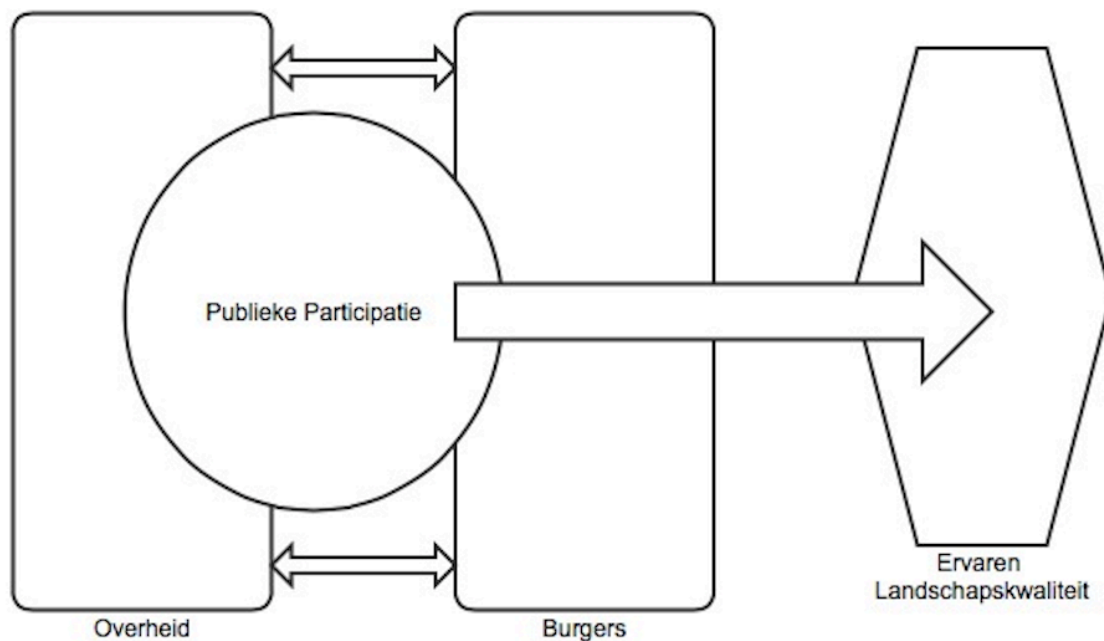 Publieke Participatie
Overheid
Burgers
Ervaren
Landschapskwaliteit